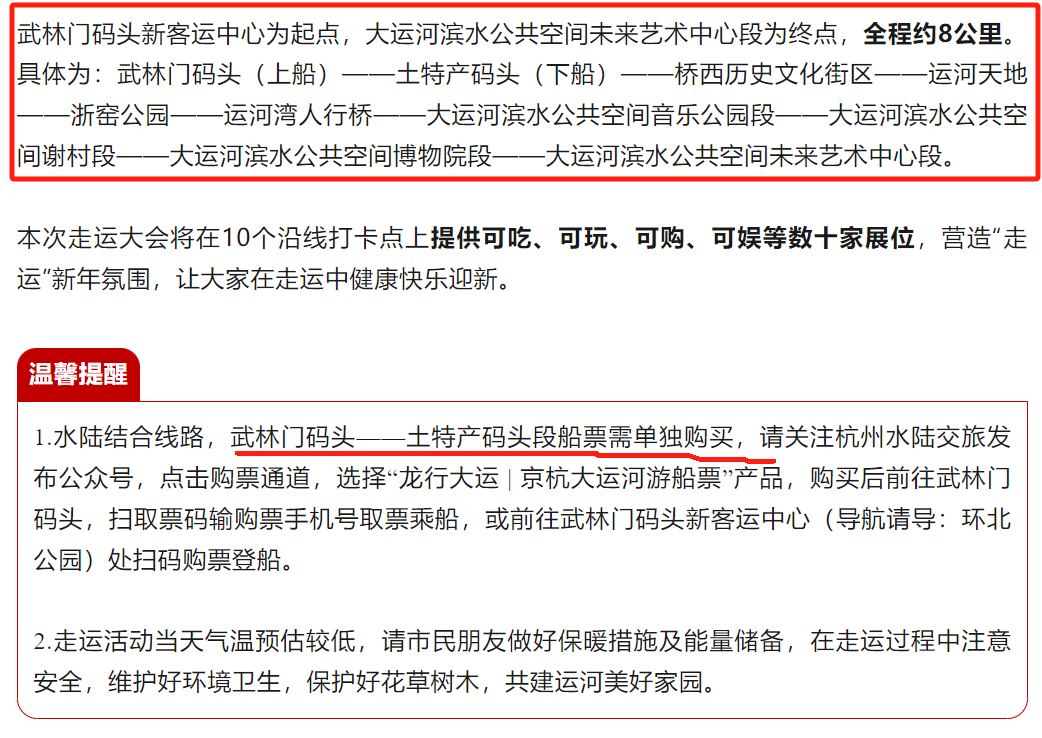 武林门码头新客运中心为起点，大运河滨水公共空间未来艺术中心段为终点，全程约8公里。
具体为：武林门码头（上船）——土特产码头（下船）——桥西历史文化街区——运河天地
——浙窑公园——运河湾人行桥——大运河滨水公共空间音乐公园段——大运河滨水公共空
间谢村段——大运河滨水公共空间博物院段——大运河滨水公共空间未来艺术中心段。
本次走运大会将在10个沿线打卡点上提供可吃、可玩、可购、可娱等数十家展位，营造“走
运”新年氛围，让大家在走运中健康快乐迎新。
温馨提醒
1.水陆结合线路，武林门码头——土特产码头段船票需单独购买，请关注杭州水陆交旅发
布公众号，点击购票通道，选择“龙行大运 | 京杭大运河游船票”产品，购买后前往武林门
码头，扫取票码输购票手机号取票乘船，或前往武林门码头新客运中心（导航请导：环北
公园）处扫码购票登船。
2.走运活动当天气温预估较低，请市民朋友做好保暖措施及能量储备，在走运过程中注意
安全，维护好环境卫生，保护好花草树木，共建运河美好家园。